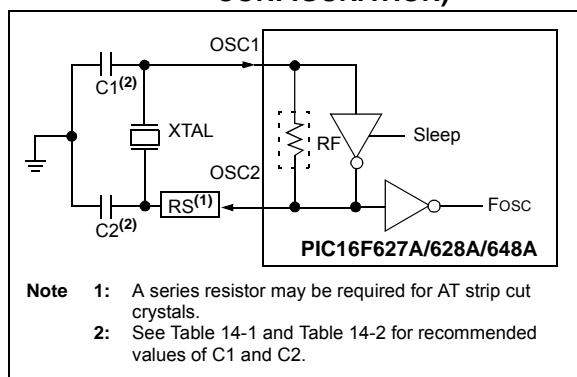 CONFIGURATION)
OSC1
C1(2)
XTAL
RF
Sleep
OSC2
RS(1)
C2(2)
FOSC
PIC16F627A/628A/648A
Note 1: A series resistor may be required for AT strip cut
crystals.
2: See Table 14-1 and Table 14-2 for recommended
values of C1 and C2.